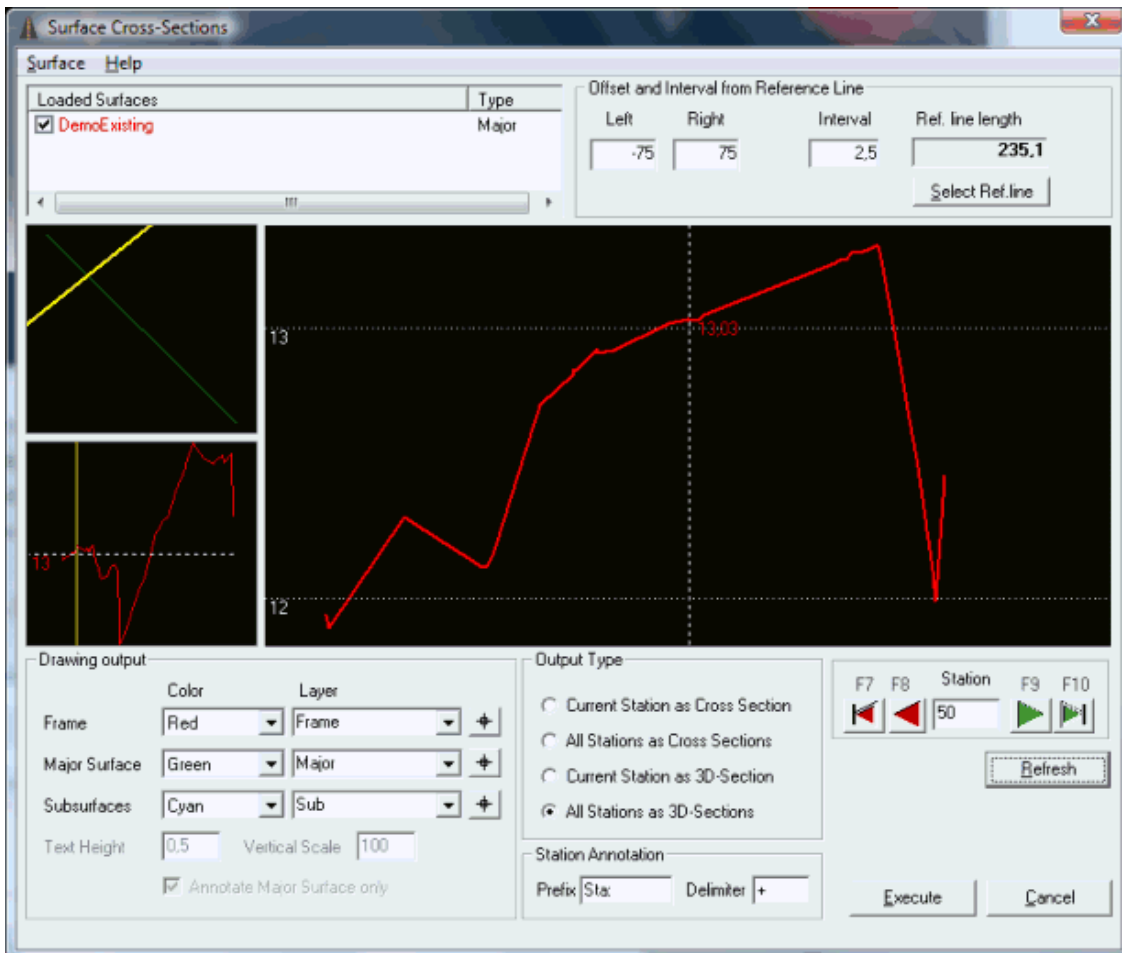 Surface Cross-Sections
Surface Help
Loaded Surfaces Type
DemoExisting Major
Offset and Interval from Reference Line
Left Right Interval Ref. line length
-75 75 2,5 235,1
Select Ref.line
13
13,03
12
13
Drawing output
Color Layer
Frame Red Frame
Major Surface Green Major
Subsurfaces Cyan Sub
Text Height 0,5 Vertical Scale 100
Annotate Major Surface only
Output Type
Current Station as Cross Section
All Stations as Cross Sections
Current Station as 3D-Section
All Stations as 3D-Sections
Station Annotation
Prefix Sta: Delimiter +
F7 F8 Station F9 F10
50
Refresh
Execute Cancel